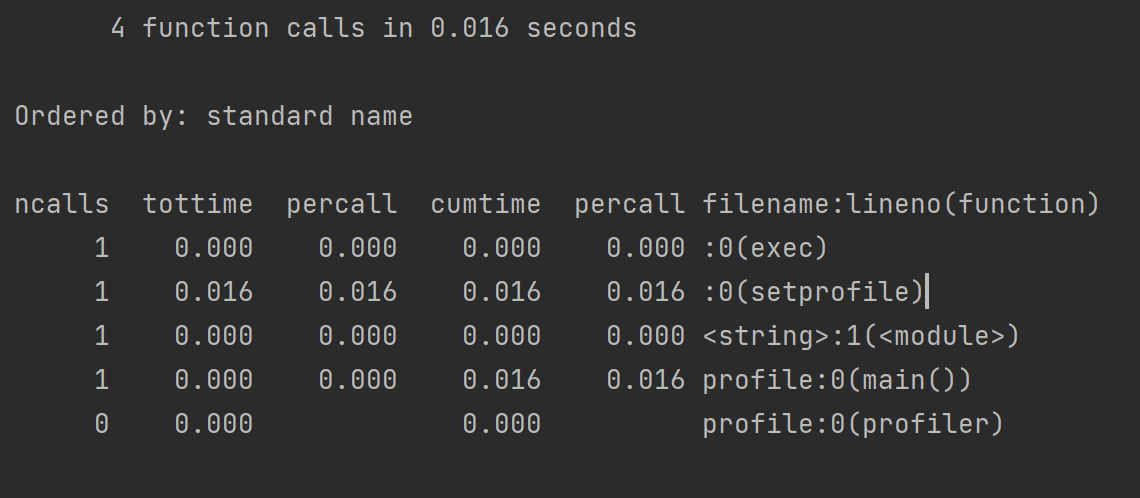 4 function calls in 0.016 seconds
Ordered by: standard name
ncalls  tottime  percall  cumtime  percall filename:lineno(function)
1    0.000    0.000    0.000    0.000 :0(exec)
1    0.016    0.016    0.016    0.016 :0(setprofile)
1    0.000    0.000    0.000    0.000 <string>:1(<module>)
1    0.000    0.000    0.016    0.016 profile:0(main())
0    0.000             0.000          profile:0(profiler)